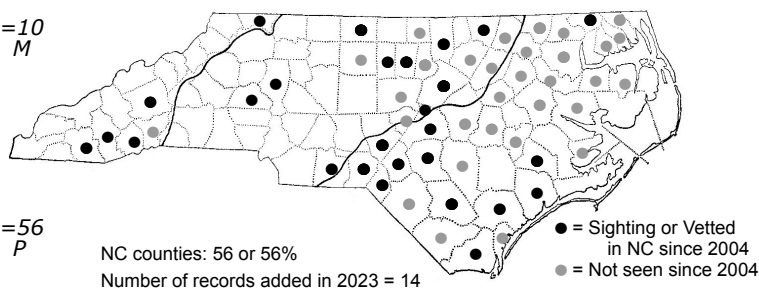 =10
M
=56
P
NC counties: 56 or 56%
Number of records added in 2023 = 14
● = Sighting or Vetted
in NC since 2004
● = Not seen since 2004